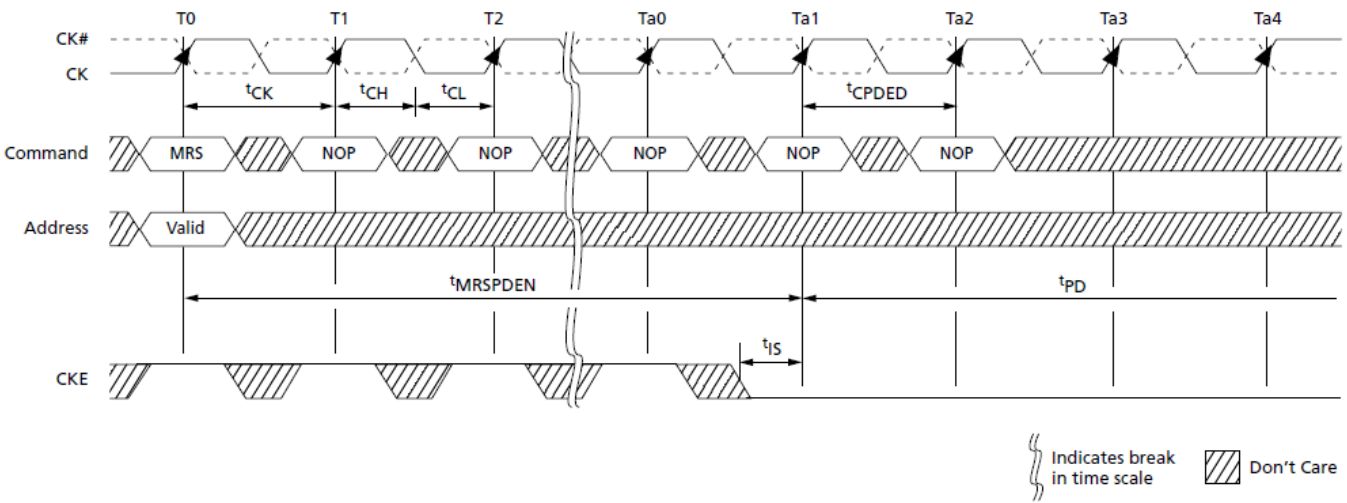 T0 T1 T2 Ta0 Ta1 Ta2 Ta3 Ta4
CK#
CK
tCK tCH tCL tCPDED
Command MRS NOP NOP NOP NOP NOP
Address Valid
tMRSPDEN tPD
tIS
CKE
Indicates break
in time scale
Don't Care